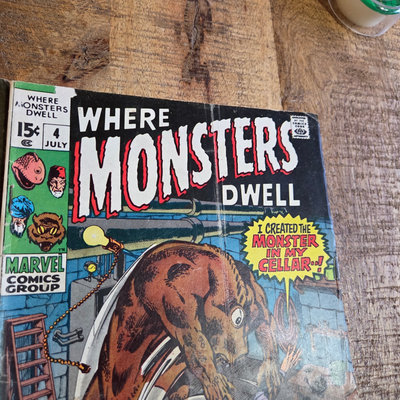 WHERE
MONSTERS
DWELL
15¢
4
JULY
MARVEL
COMICS
GROUP
WHERE
MONSTERS
DWELL
I CREATED THE
MONSTER
IN MY
CELLAR..!